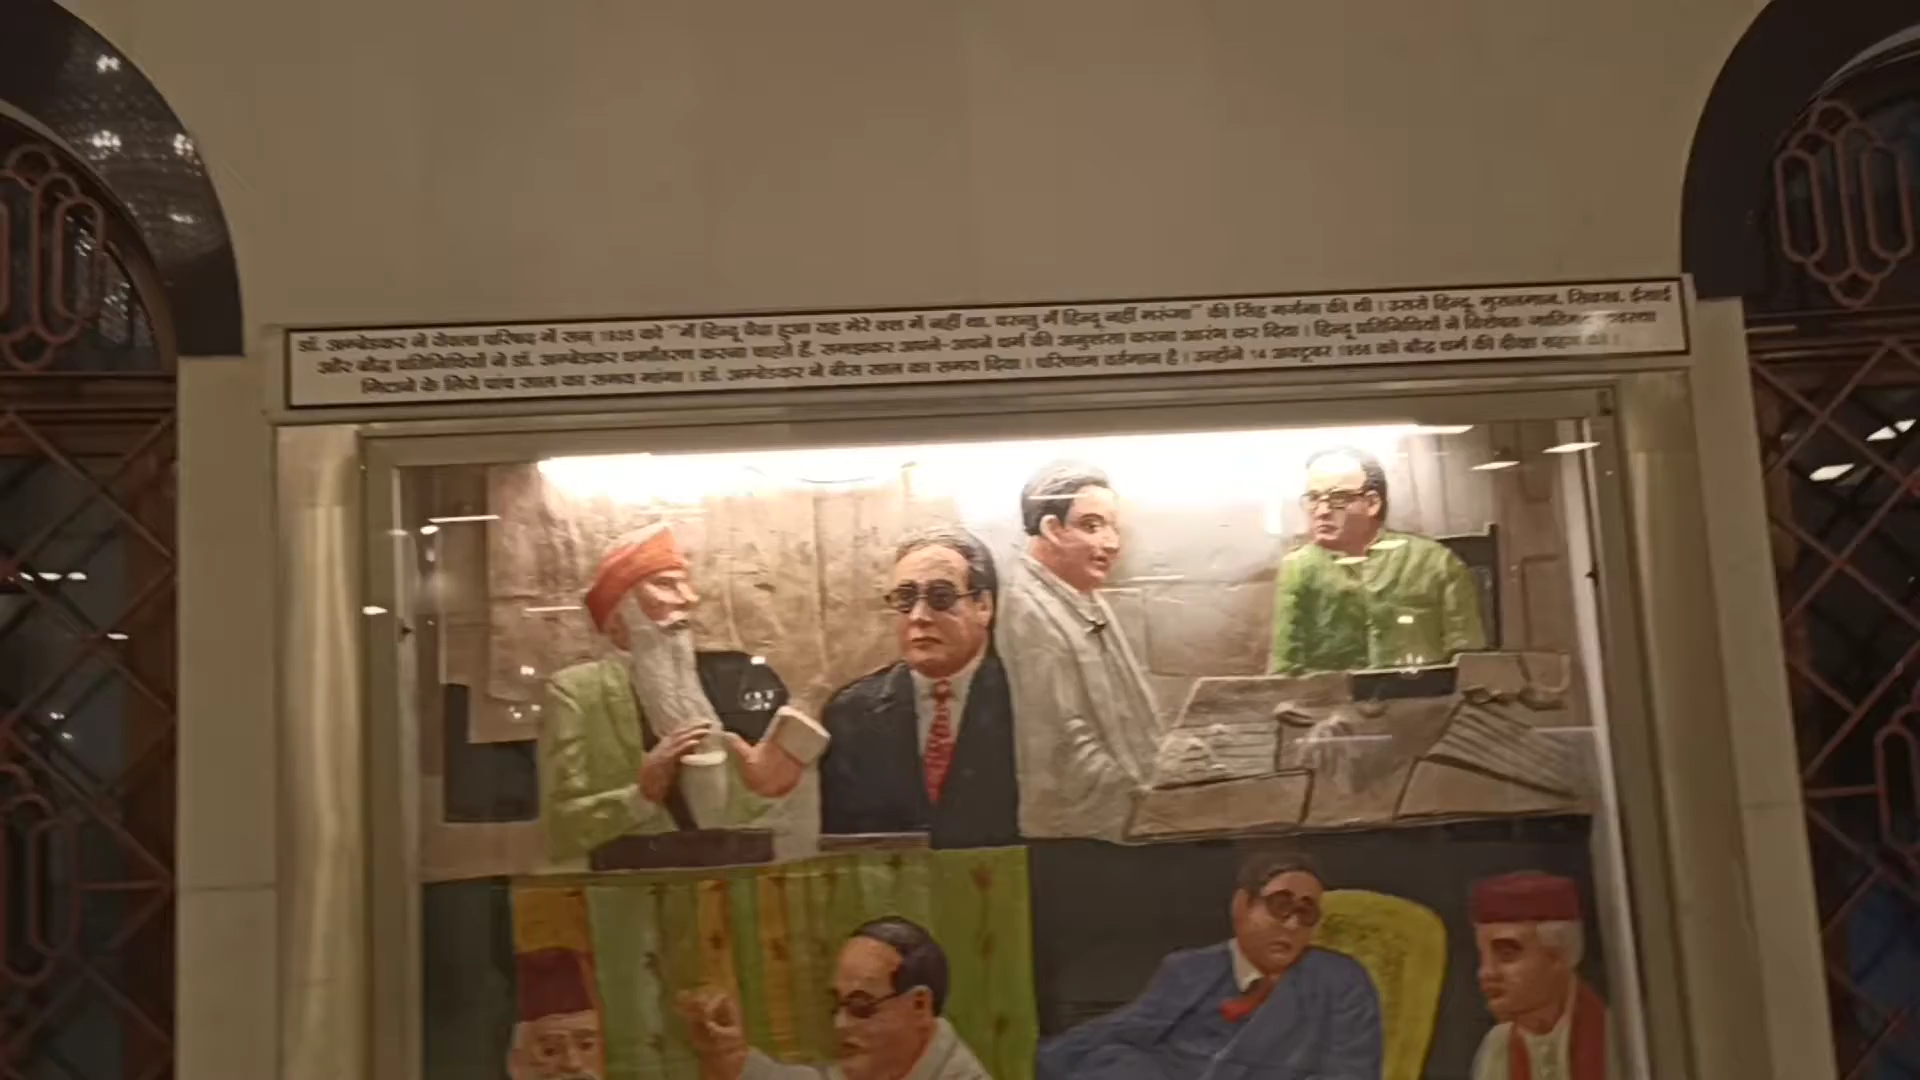 डॉ. अम्बेडकर ने येवला परिषद में सन् 1935 को "मैं हिन्दू पैदा हुआ यह मेरे वश में नहीं था, परन्तु मैं हिन्दू नहीं मरुंगा" की सिंह गर्जना की थी। उससे हिन्दू, मुसलमान, सिक्ख, ईसाई
और बौद्ध प्रतिनिधियों ने डॉ. अम्बेडकर धर्मांतरण करना चाहते हैं, समझकर अपने-अपने धर्म की अनुशंसा करना आरंभ कर दिया। हिन्दू प्रतिनिधियों ने विशेषतः
मिटाने के लिये पांच साल का समय मांगा। डॉ. अम्बेडकर ने बीस साल का समय दिया। परिणाम वर्तमान है। उन्होंने 14 अक्टूबर 1956 को बौद्ध धर्म की दीक्षा ग्रहण की।